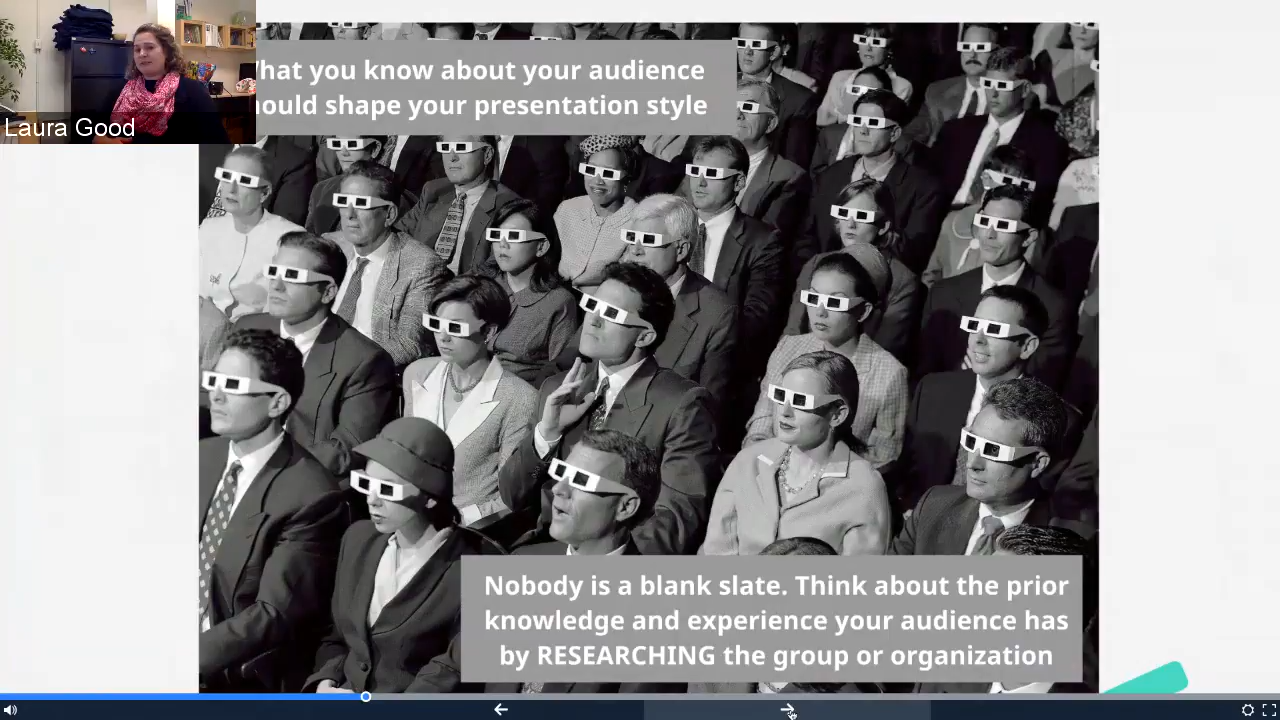 Laura Good
hat you know about your audience
ould shape your presentation style
Nobody is a blank slate. Think about the prior
knowledge and experience your audience has
by RESEARCHING the group or organization